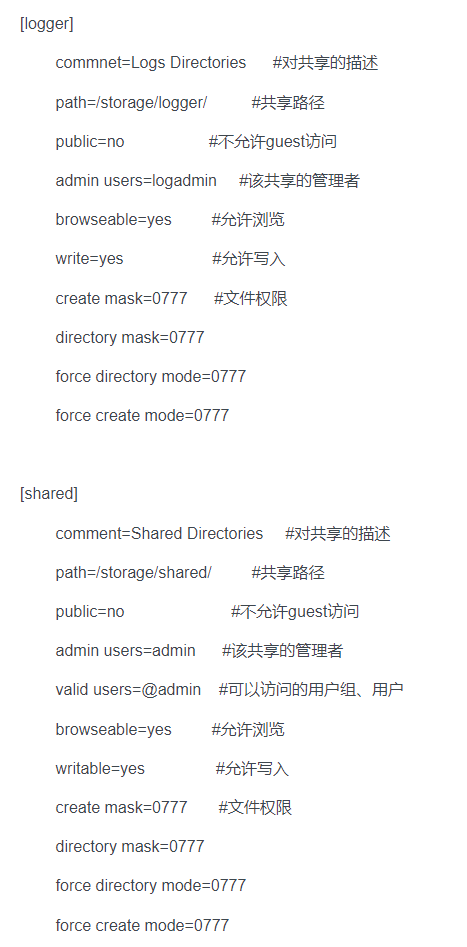 [logger]
commnet=Logs Directories #对共享的描述
path=/storage/logger/ #共享路径
public=no #不允许guest访问
admin users=logadmin #该共享的管理者
browseable=yes #允许浏览
write=yes #允许写入
create mask=0777 #文件权限
directory mask=0777
force directory mode=0777
force create mode=0777
[shared]
comment=Shared Directories #对共享的描述
path=/storage/shared/ #共享路径
public=no #不允许guest访问
admin users=admin #该共享的管理者
valid users=@admin #可以访问的用户组、用户
browseable=yes #允许浏览
writable=yes #允许写入
create mask=0777 #文件权限
directory mask=0777
force directory mode=0777
force create mode=0777